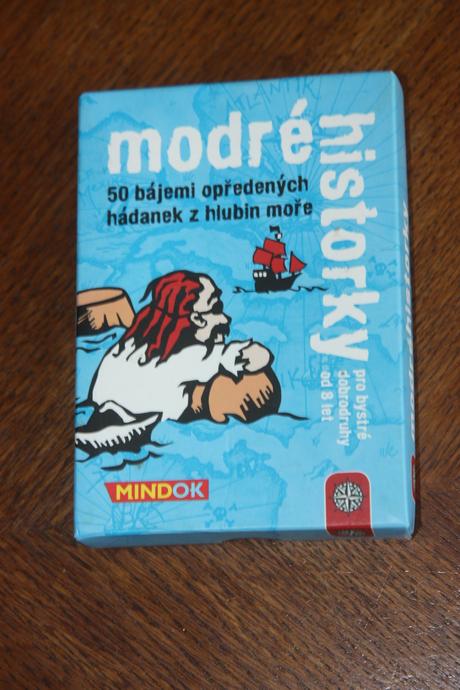 modré
historky
50 bájemi opředených
hádanek z hlubin moře
pro bystré
dobrodruhy
od 8 let
MINDOK